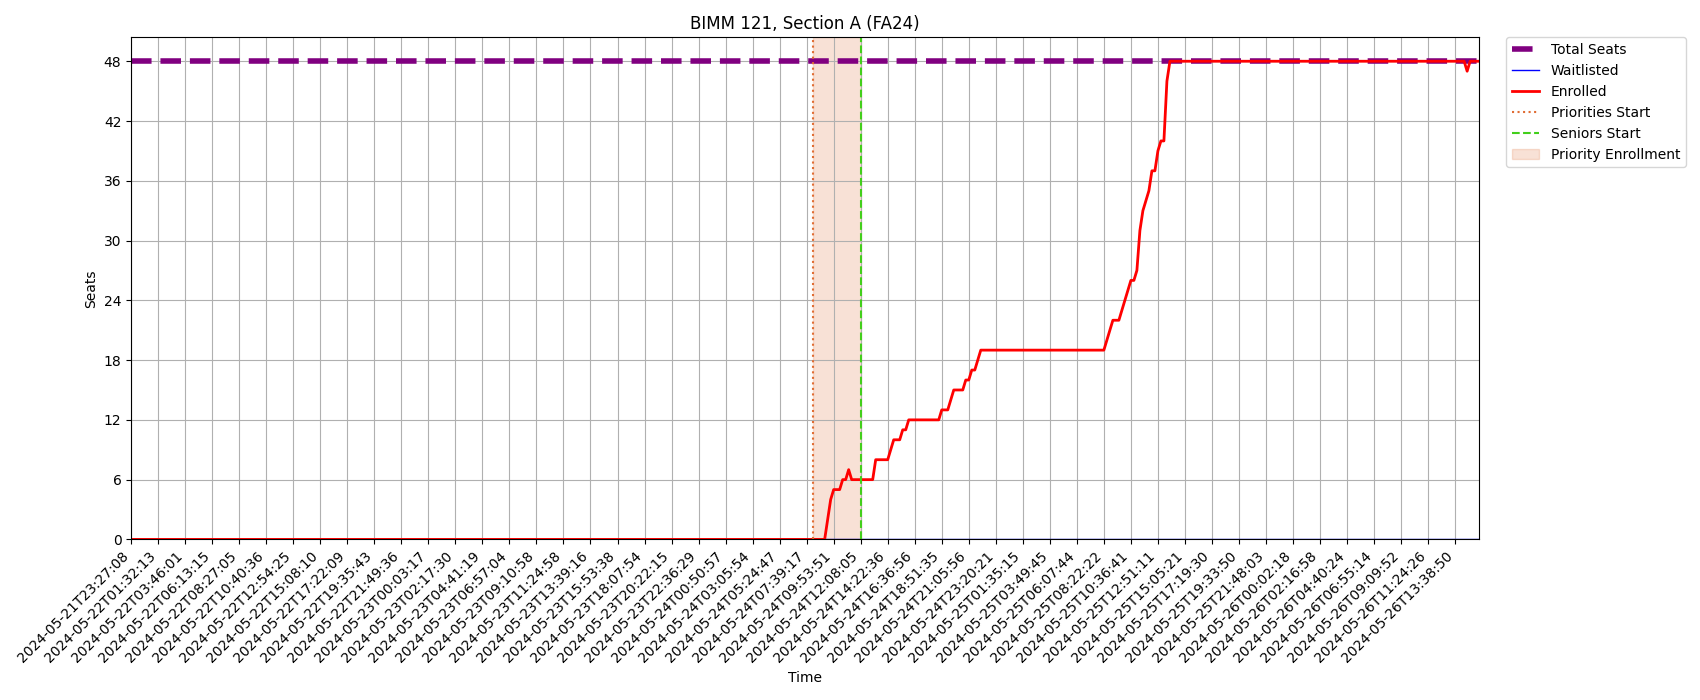 BIMM 121, Section A (FA24)
Total Seats
Waitlisted
Enrolled
Priorities Start
Seniors Start
Priority Enrollment
Seats
48
42
36
30
24
18
12
6
0
2024-05-21T23:27:08
2024-05-22T01:32:13
2024-05-22T03:46:01
2024-05-22T06:13:15
2024-05-22T08:27:05
2024-05-22T10:40:36
2024-05-22T12:54:25
2024-05-22T15:08:10
2024-05-22T17:22:09
2024-05-22T19:35:43
2024-05-22T21:49:36
2024-05-23T00:03:17
2024-05-23T02:17:30
2024-05-23T04:41:19
2024-05-23T06:57:04
2024-05-23T09:10:58
2024-05-23T11:24:58
2024-05-23T13:39:16
2024-05-23T15:53:38
2024-05-23T18:07:54
2024-05-23T20:22:15
2024-05-23T22:36:29
2024-05-24T00:50:57
2024-05-24T03:05:54
2024-05-24T05:24:47
2024-05-24T07:39:17
2024-05-24T09:53:51
2024-05-24T12:08:05
2024-05-24T14:22:36
2024-05-24T16:36:56
2024-05-24T18:51:35
2024-05-24T21:05:56
2024-05-24T23:20:21
2024-05-25T01:35:15
2024-05-25T03:49:45
2024-05-25T06:07:44
2024-05-25T08:22:22
2024-05-25T10:36:41
2024-05-25T12:51:11
2024-05-25T15:05:21
2024-05-25T17:19:30
2024-05-25T19:33:50
2024-05-25T21:48:03
2024-05-26T00:02:18
2024-05-26T02:16:58
2024-05-26T04:40:24
2024-05-26T06:55:14
2024-05-26T09:09:52
2024-05-26T11:24:26
2024-05-26T13:38:50
Time